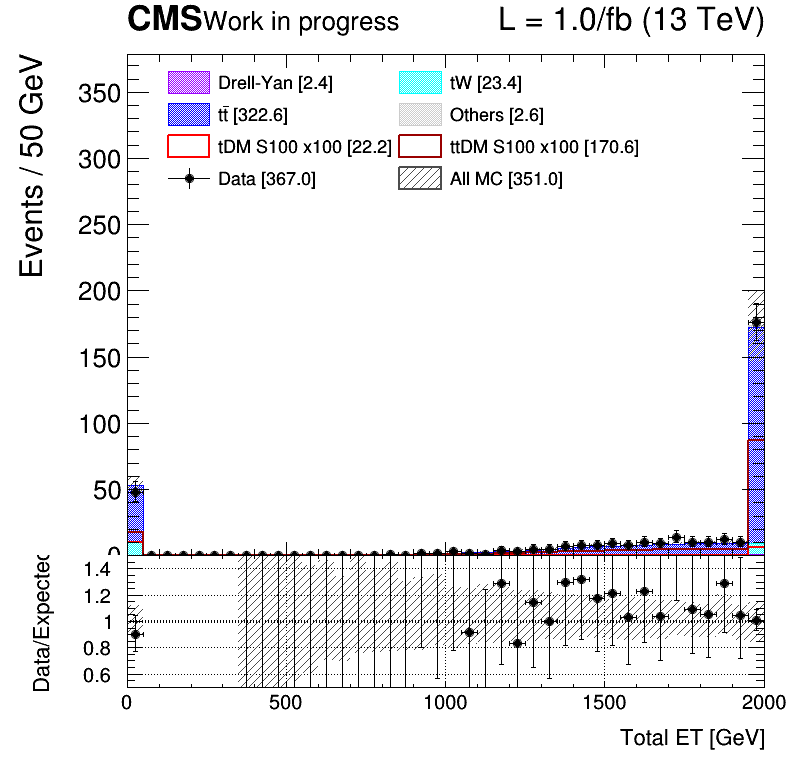 CMS Work in progress L = 1.0/fb (13 TeV)
Drell-Yan [2.4] tW [23.4]
tt̄ [322.6] Others [2.6]
tDM S100 x100 [22.2] ttDM S100 x100 [170.6]
Data [367.0] All MC [351.0]
Events / 50 GeV
350
300
250
200
150
100
50
0
Data/Expected
1.4
1.2
1
0.8
0.6
0 500 1000 1500 2000
Total ET [GeV]